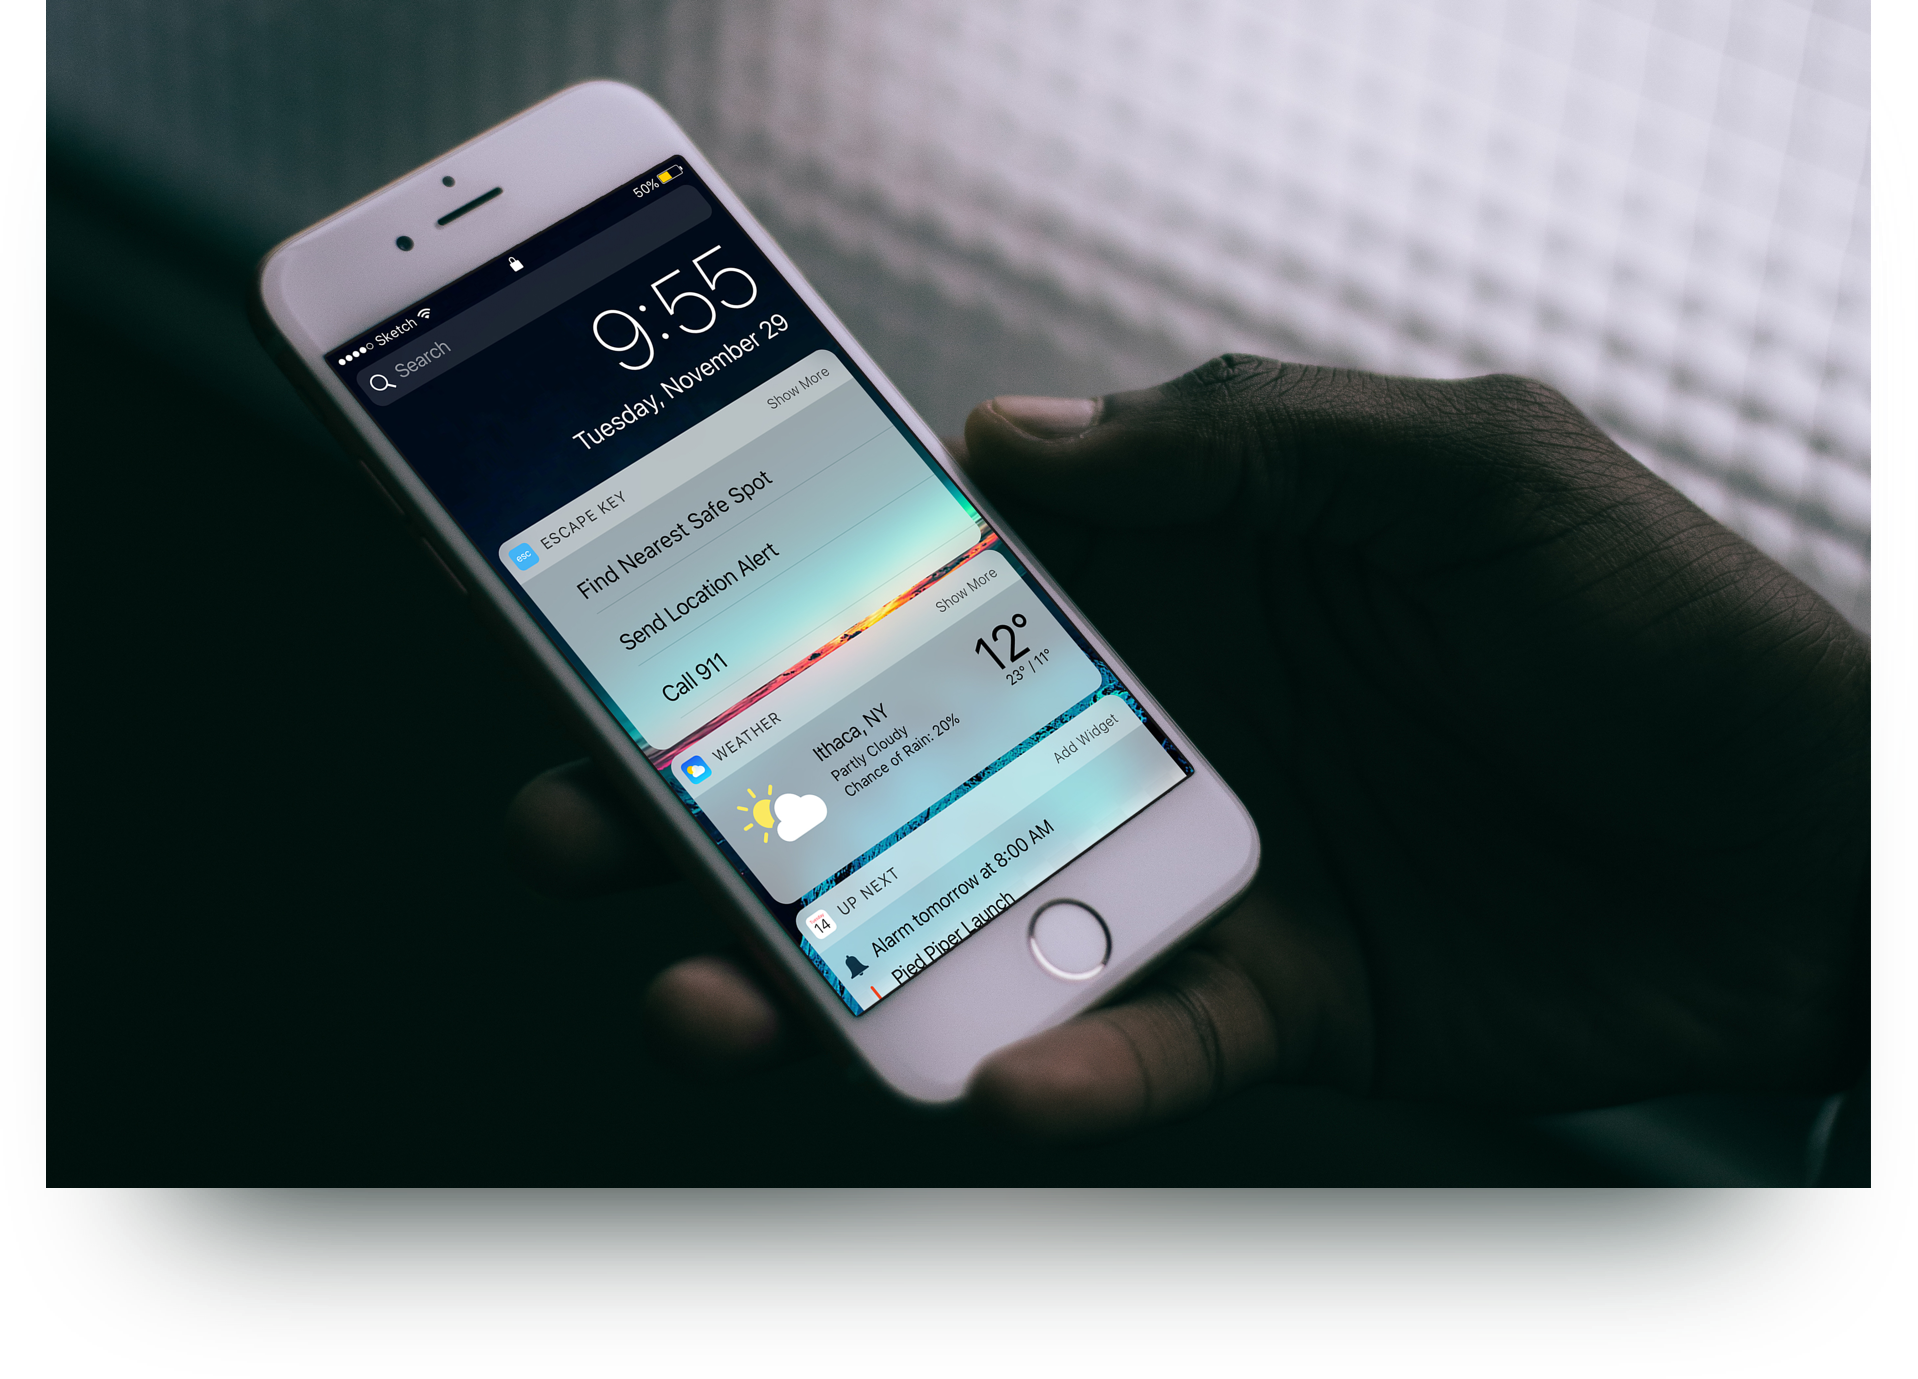 ●●●●○ Sketch 50%
Search
9:55
Tuesday, November 29
esc ESCAPE KEY Show More
Find Nearest Safe Spot
Send Location Alert
Call 911
WEATHER Show More
Ithaca, NY 12°
Partly Cloudy 23° / 11°
Chance of Rain: 20%
14 UP NEXT Add Widget
Alarm tomorrow at 8:00 AM
Pied Piper Launch